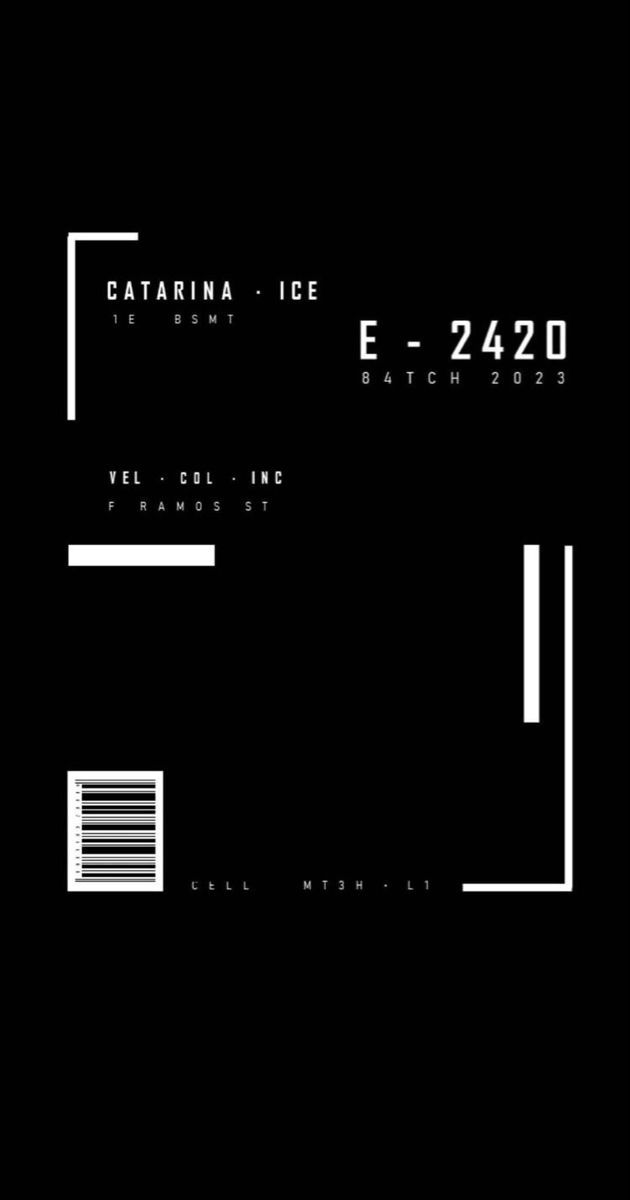 CATARINA · ICE
1E BSMT
E - 2420
84TCH 2023
VEL · COL · INC
F RAMOS ST
CELL MT3H · L1